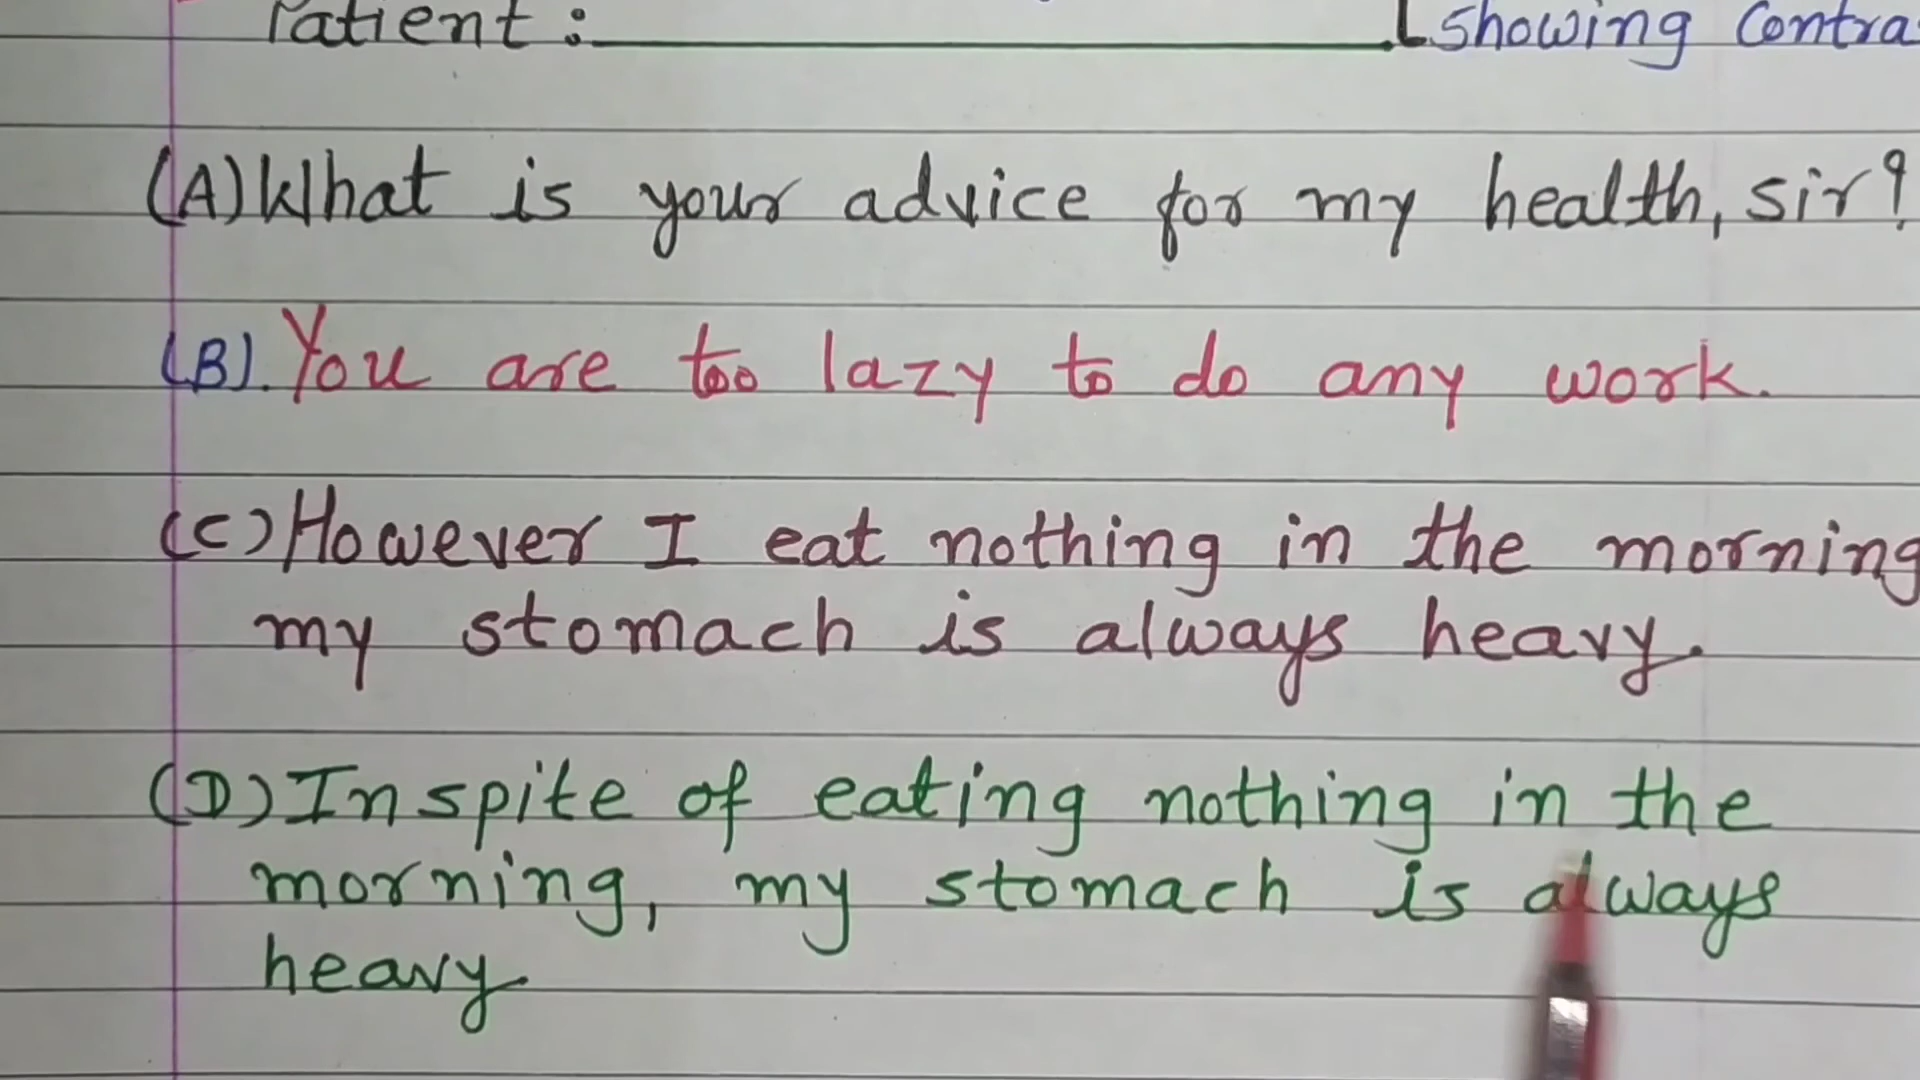 Patient: [showing contra
(A) What is your advice for my health, sir?
(B). You are too lazy to do any work.
(C) However I eat nothing in the morning
my stomach is always heavy.
(D) Inspite of eating nothing in the
morning, my stomach is always
heavy.